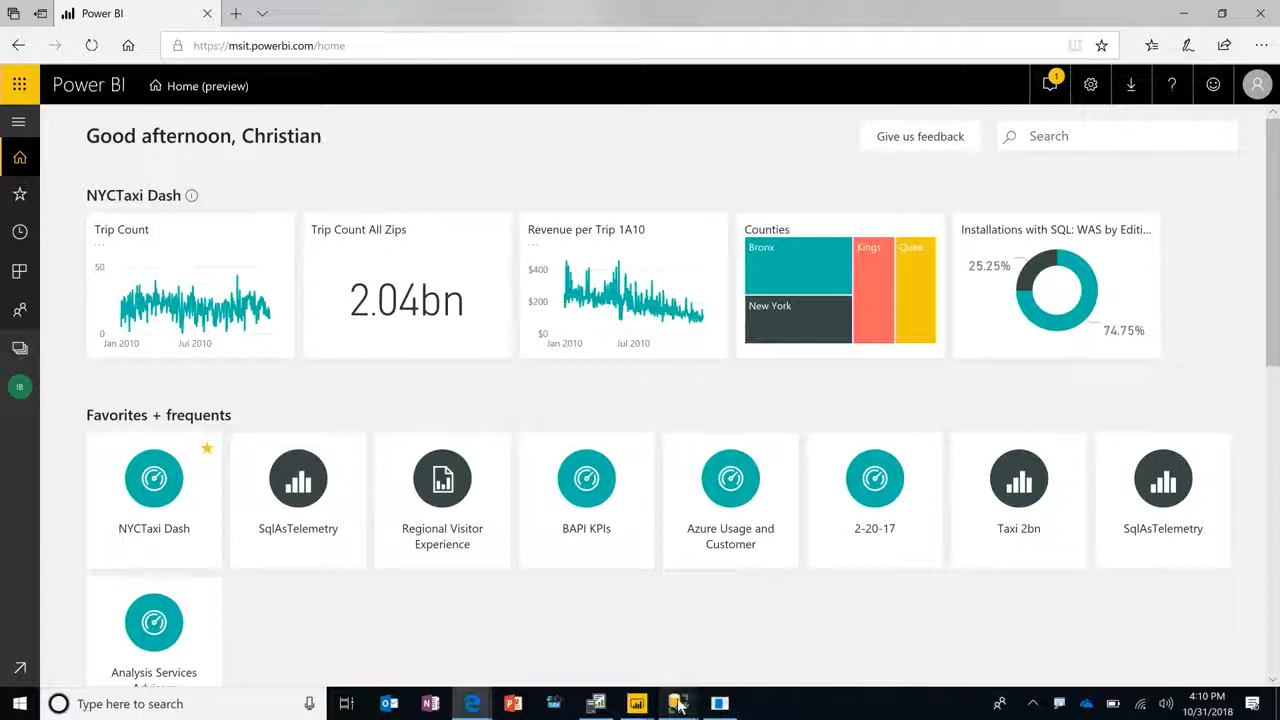 Power BI
https://msit.powerbi.com/home
Power BI
Home (preview)
1
Good afternoon, Christian
Give us feedback
Search
NYCTaxi Dash
Trip Count
...
50
0
Jan 2010
Jul 2010
Trip Count All Zips
2.04bn
Revenue per Trip 1A10
...
$400
$200
$0
Jan 2010
Jul 2010
Counties
Bronx
Kings
Quee...
New York
Installations with SQL: WAS by Editi...
25.25%
74.75%
Favorites + frequents
NYCTaxi Dash
SqlAsTelemetry
Regional Visitor
Experience
BAPI KPIs
Azure Usage and
Customer
2-20-17
Taxi 2bn
SqlAsTelemetry
IB
Analysis Services
Type here to search
4:10 PM
10/31/2018